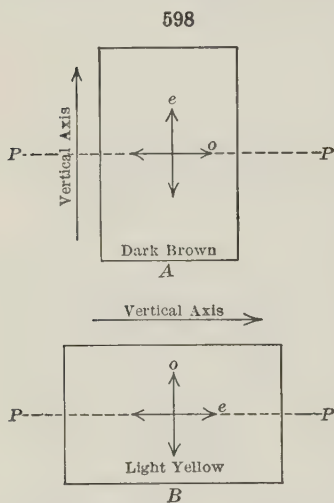 598
Vertical Axis
e
P o P
Dark Brown
A
Vertical Axis
o
P e P
Light Yellow
B